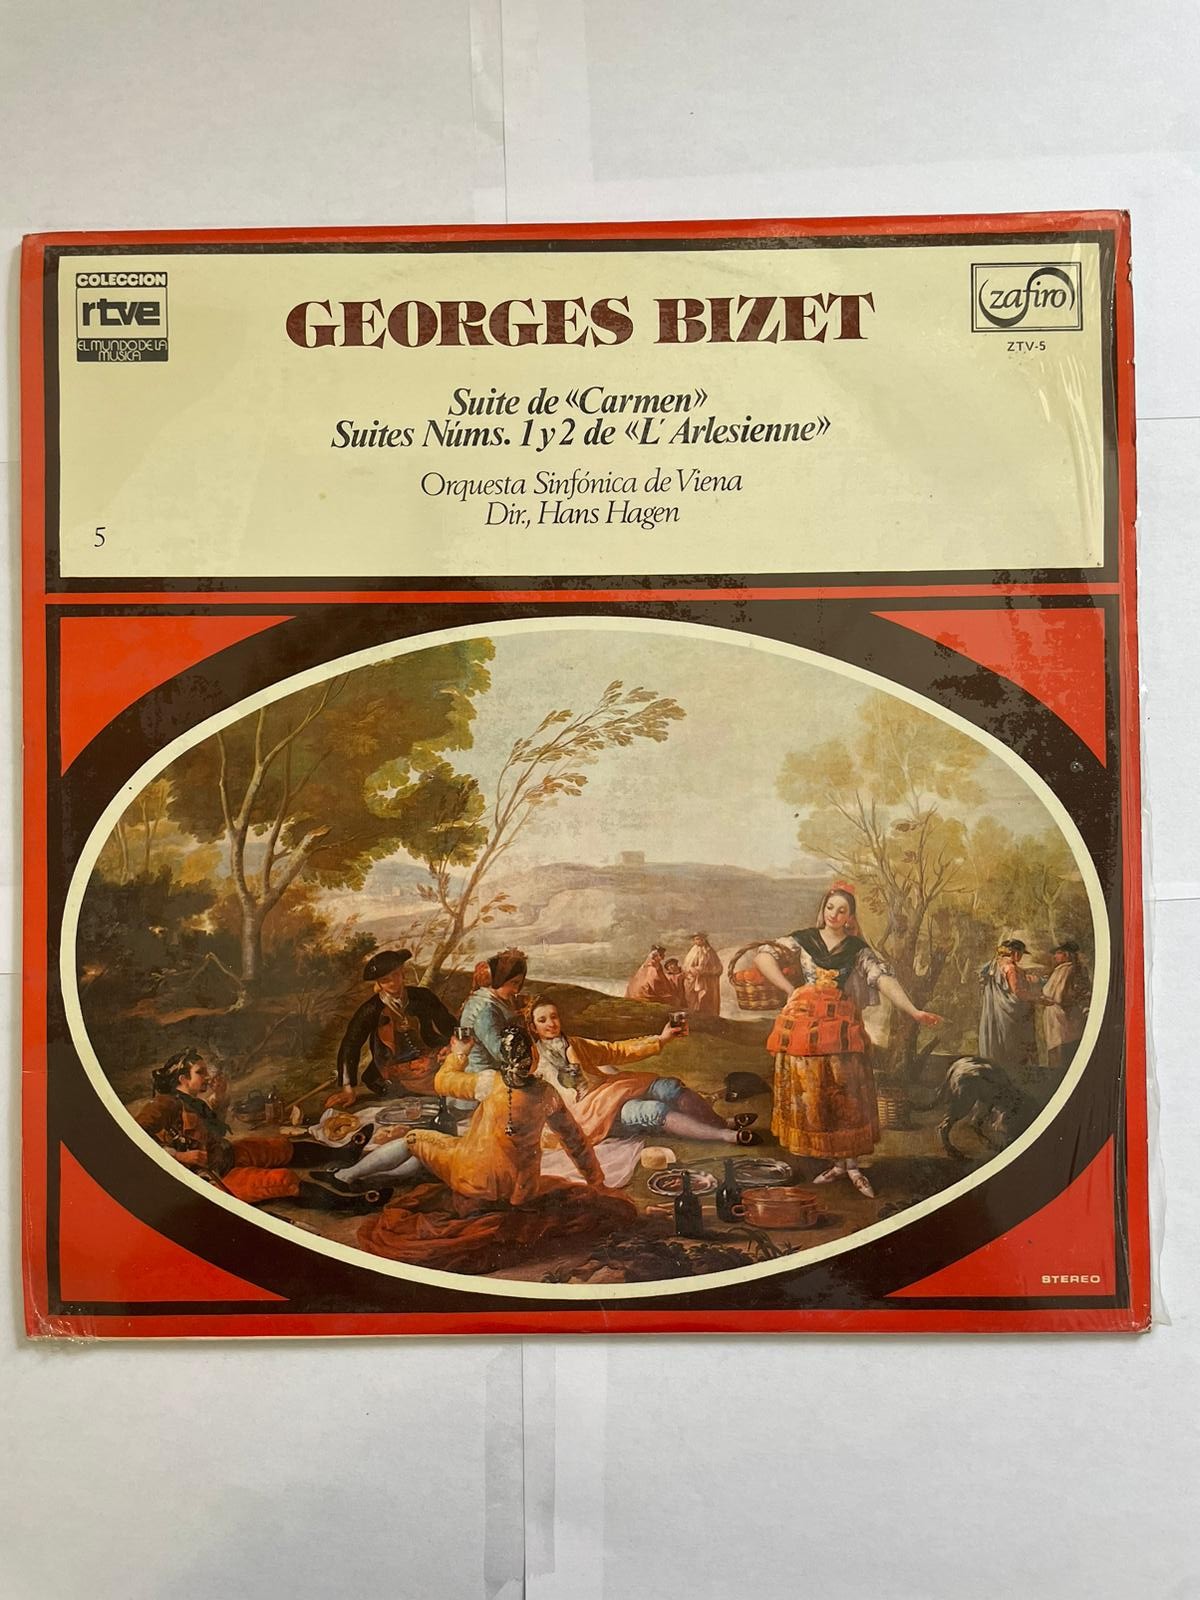 COLECCION
rtve
EL MUNDO DE LA
MUSICA
GEORGES BIZET
zafiro
ZTV-5
Suite de «Carmen»
Suites Núms. 1 y 2 de «L' Arlesienne»
Orquesta Sinfónica de Viena
Dir., Hans Hagen
5
STEREO